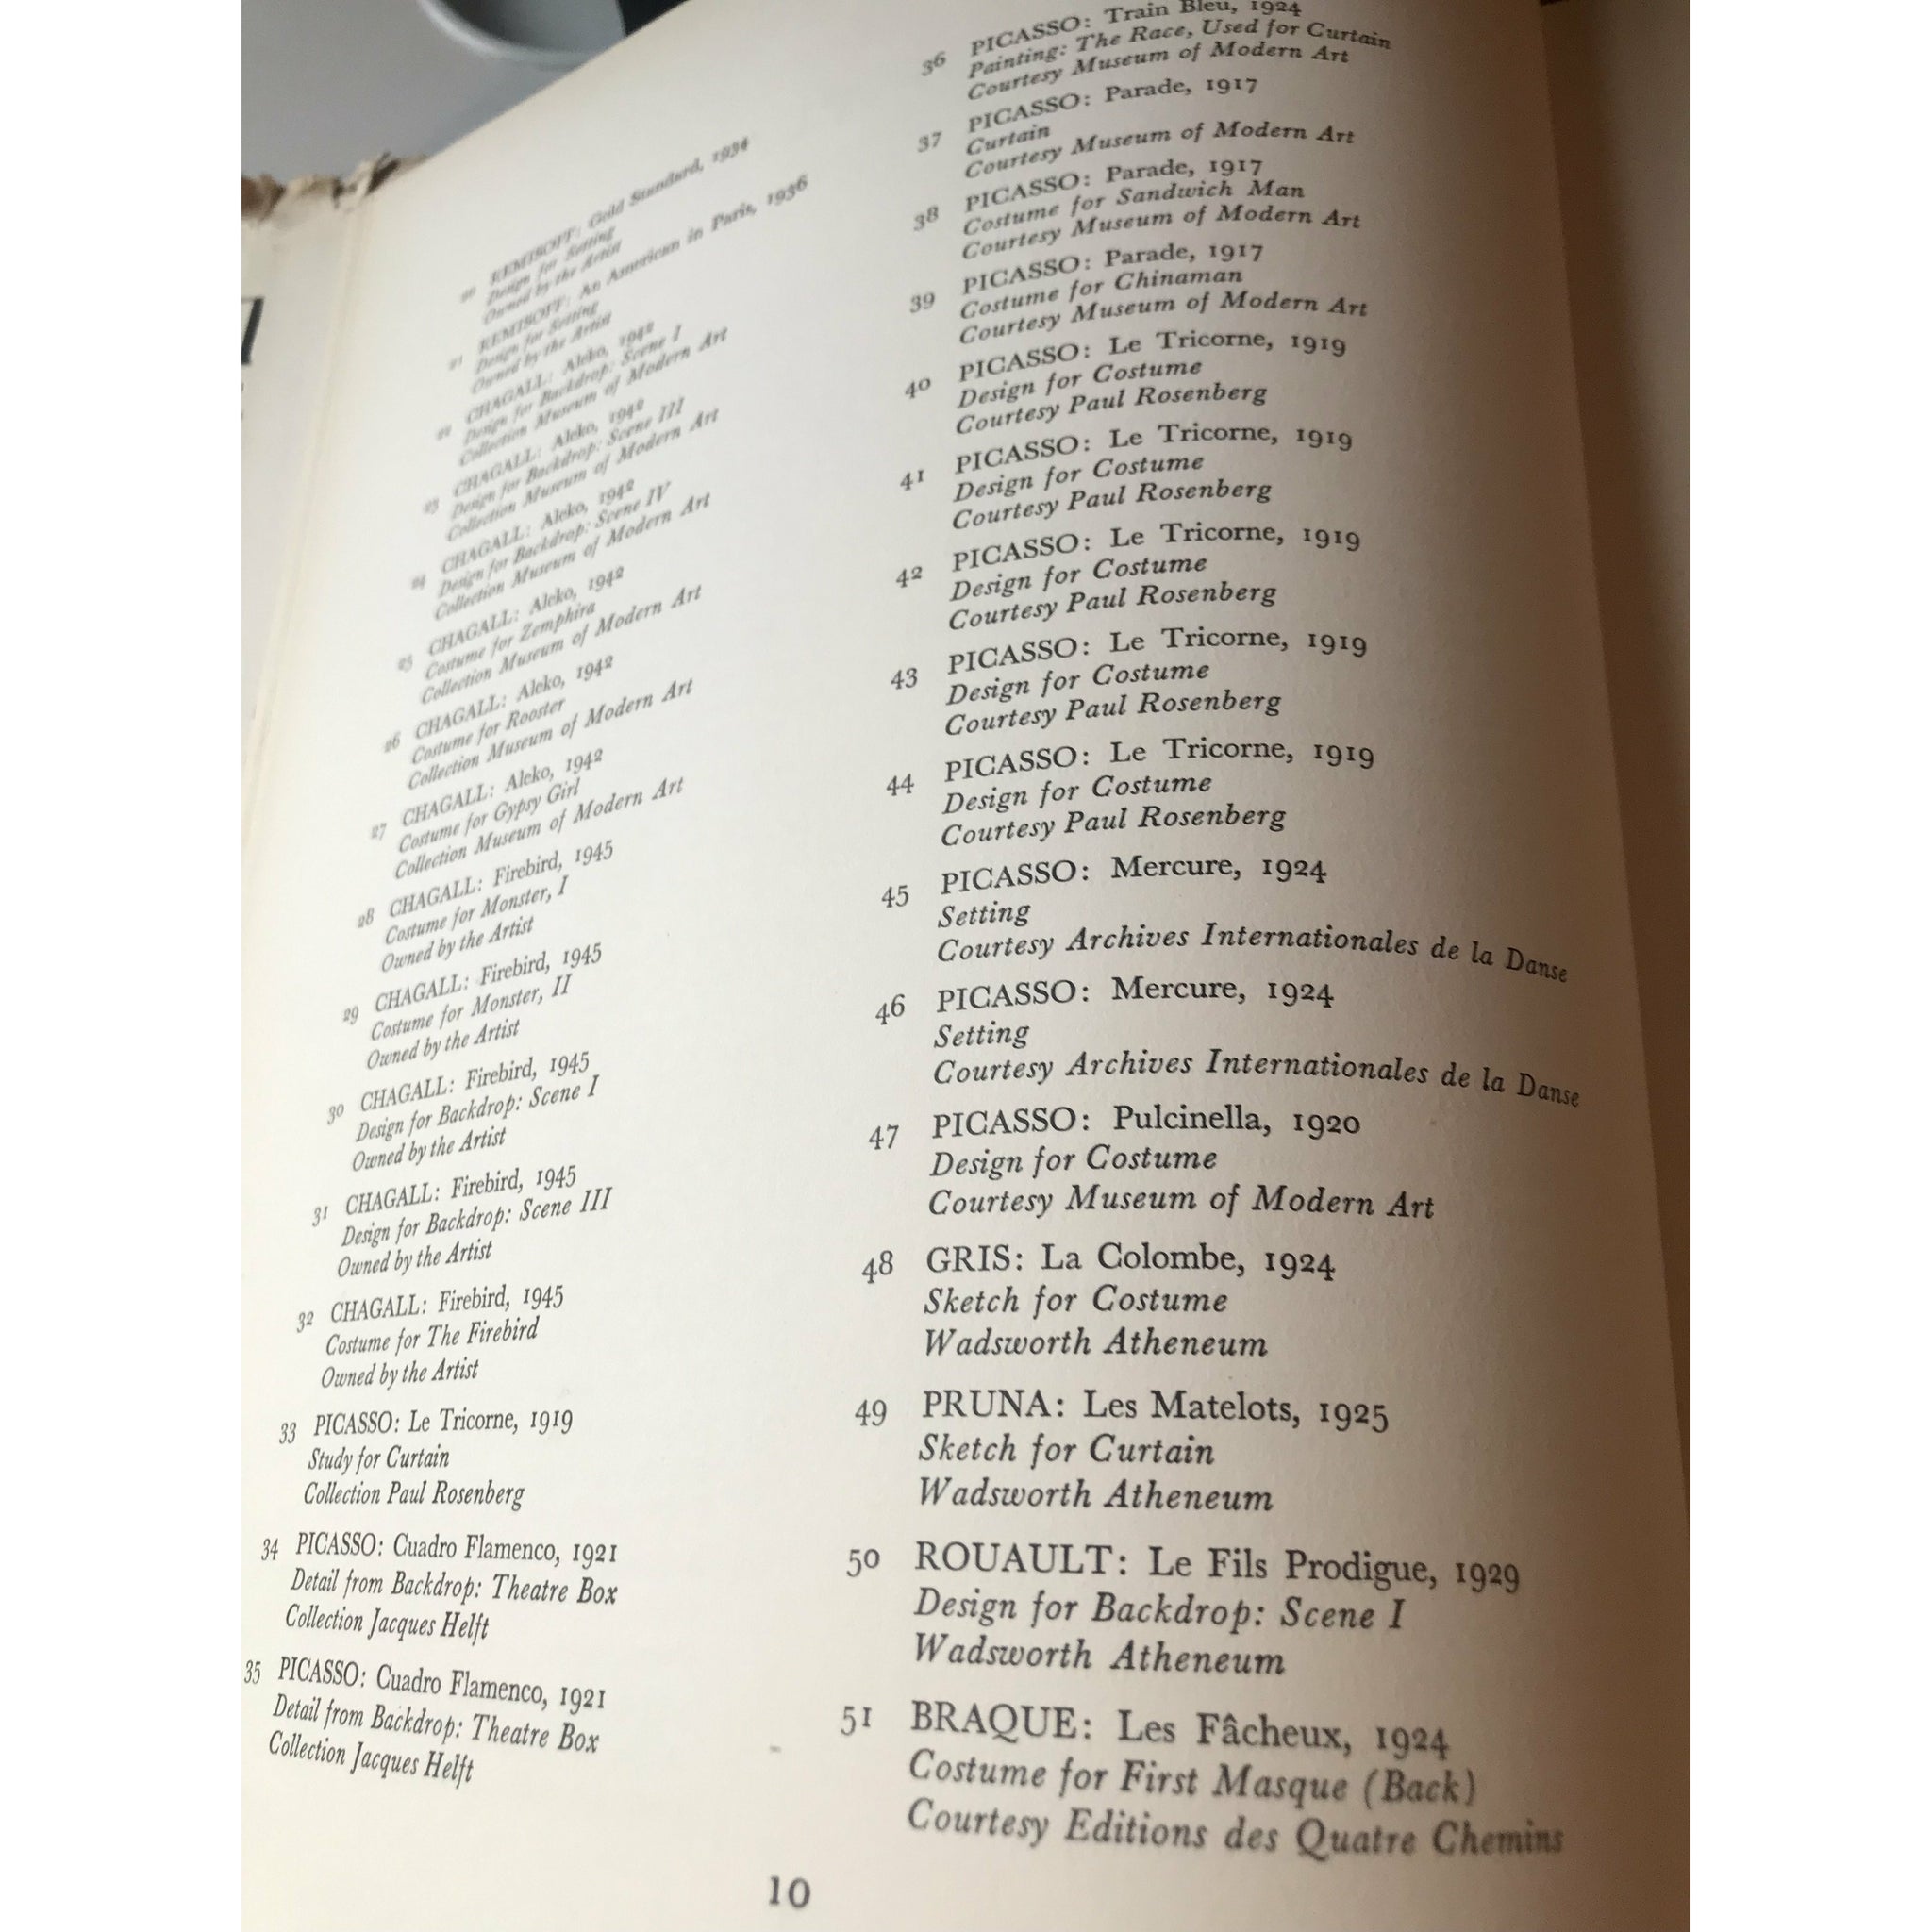 20 REMISOFF: Gold Standard, 1934
Design for Setting
Owned by the Artist
21 REMISOFF: An American in Paris, 1936
Design for Setting
Owned by the Artist
22 CHAGALL: Aleko, 1942
Design for Backdrop: Scene I
Collection Museum of Modern Art
23 CHAGALL: Aleko, 1942
Design for Backdrop: Scene III
Collection Museum of Modern Art
24 CHAGALL: Aleko, 1942
Design for Backdrop: Scene IV
Collection Museum of Modern Art
25 CHAGALL: Aleko, 1942
Costume for Zemphira
Collection Museum of Modern Art
26 CHAGALL: Aleko, 1942
Costume for Rooster
Collection Museum of Modern Art
27 CHAGALL: Aleko, 1942
Costume for Gypsy Girl
Collection Museum of Modern Art
28 CHAGALL: Firebird, 1945
Costume for Monster, I
Owned by the Artist
29 CHAGALL: Firebird, 1945
Costume for Monster, II
Owned by the Artist
30 CHAGALL: Firebird, 1945
Design for Backdrop: Scene I
Owned by the Artist
31 CHAGALL: Firebird, 1945
Design for Backdrop: Scene III
Owned by the Artist
32 CHAGALL: Firebird, 1945
Costume for The Firebird
Owned by the Artist
33 PICASSO: Le Tricorne, 1919
Study for Curtain
Collection Paul Rosenberg
34 PICASSO: Cuadro Flamenco, 1921
Detail from Backdrop: Theatre Box
Collection Jacques Helft
35 PICASSO: Cuadro Flamenco, 1921
Detail from Backdrop: Theatre Box
Collection Jacques Helft
36 PICASSO: Train Bleu, 1924
Painting: The Race, Used for Curtain
Courtesy Museum of Modern Art
37 PICASSO: Parade, 1917
Curtain
Courtesy Museum of Modern Art
38 PICASSO: Parade, 1917
Costume for Sandwich Man
Courtesy Museum of Modern Art
39 PICASSO: Parade, 1917
Costume for Chinaman
Courtesy Museum of Modern Art
40 PICASSO: Le Tricorne, 1919
Design for Costume
Courtesy Paul Rosenberg
41 PICASSO: Le Tricorne, 1919
Design for Costume
Courtesy Paul Rosenberg
42 PICASSO: Le Tricorne, 1919
Design for Costume
Courtesy Paul Rosenberg
43 PICASSO: Le Tricorne, 1919
Design for Costume
Courtesy Paul Rosenberg
44 PICASSO: Le Tricorne, 1919
Design for Costume
Courtesy Paul Rosenberg
45 PICASSO: Mercure, 1924
Setting
Courtesy Archives Internationales de la Danse
46 PICASSO: Mercure, 1924
Setting
Courtesy Archives Internationales de la Danse
47 PICASSO: Pulcinella, 1920
Design for Costume
Courtesy Museum of Modern Art
48 GRIS: La Colombe, 1924
Sketch for Costume
Wadsworth Atheneum
49 PRUNA: Les Matelots, 1925
Sketch for Curtain
Wadsworth Atheneum
50 ROUAULT: Le Fils Prodigue, 1929
Design for Backdrop: Scene I
Wadsworth Atheneum
51 BRAQUE: Les Fâcheux, 1924
Costume for First Masque (Back)
Courtesy Editions des Quatre Chemins
10